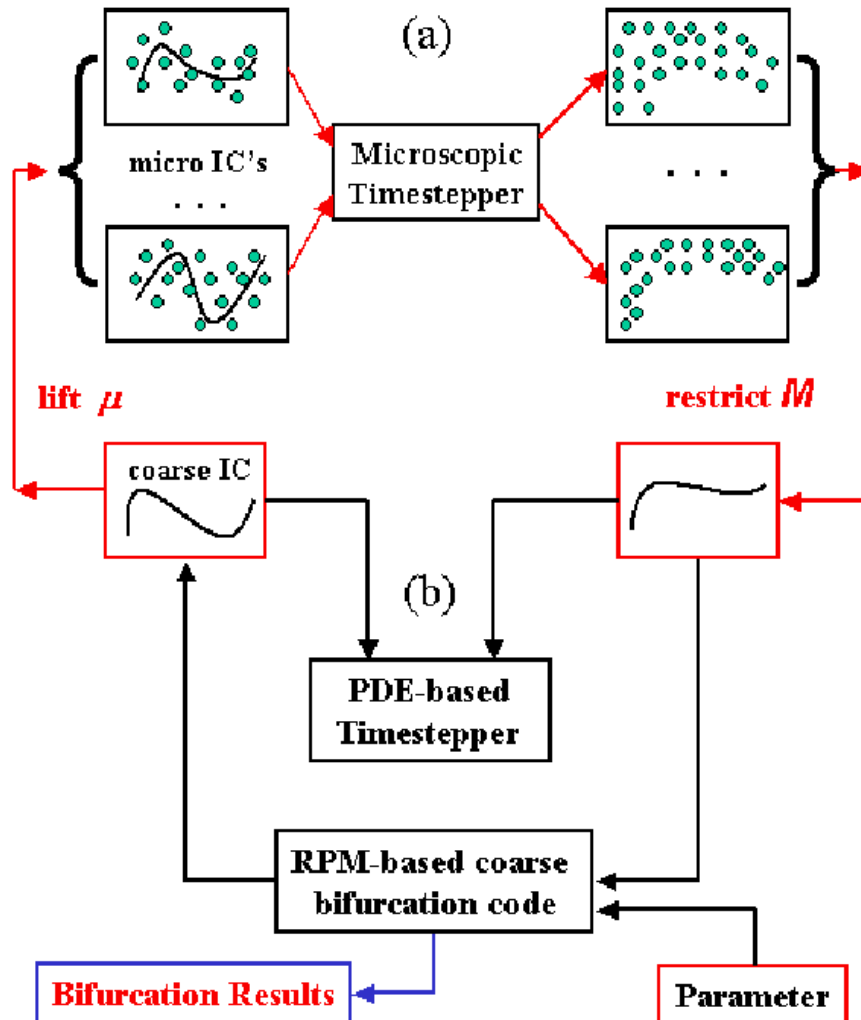 (a)
micro IC's
. . .
Microscopic
Timestepper
. . .
lift μ
restrict M
coarse IC
(b)
PDE-based
Timestepper
RPM-based coarse
bifurcation code
Bifurcation Results
Parameter